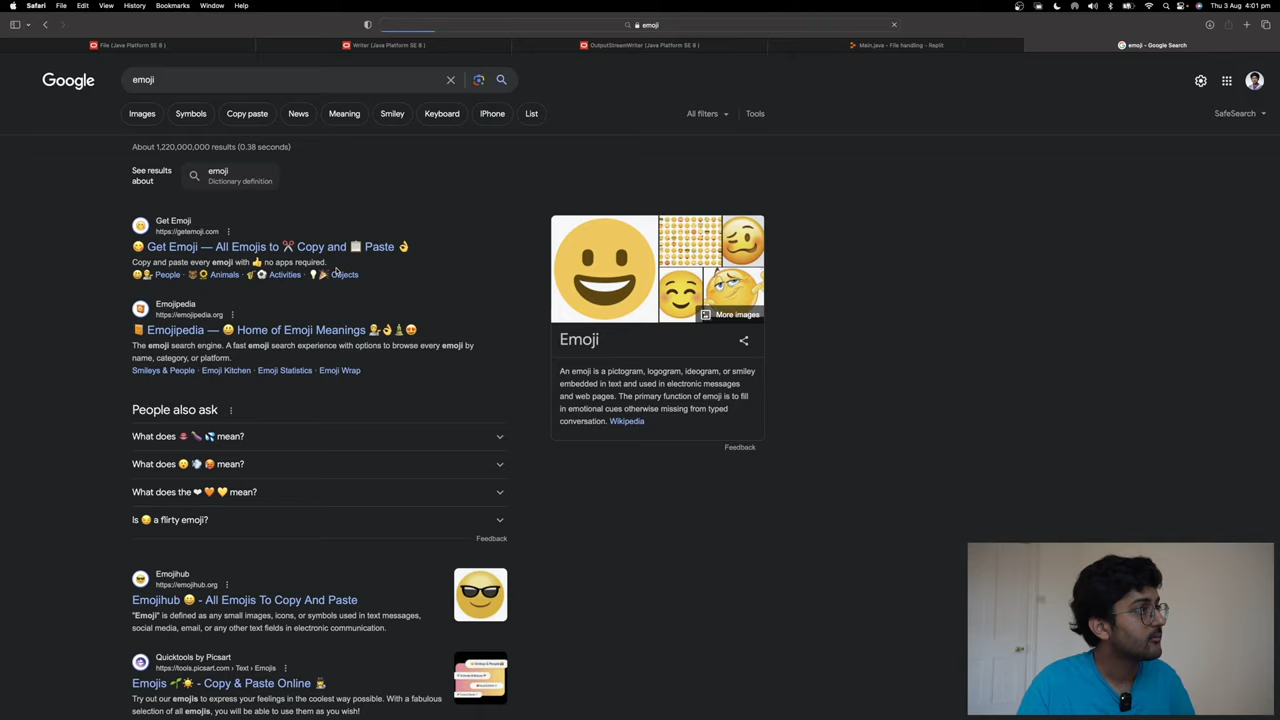 Safari File Edit View History Bookmarks Window Help
Thu 3 Aug 4:01 pm
emoji
File (Java Platform SE 8 )
Writer (Java Platform SE 8 )
OutputStreamWriter (Java Platform SE 8 )
Main.java - File handling - Replit
emoji - Google Search
Google
emoji
Images Symbols Copy paste News Meaning Smiley Keyboard IPhone List
All filters Tools
SafeSearch
About 1,220,000,000 results (0.38 seconds)
See results about
emoji
Dictionary definition
Get Emoji
https://getemoji.com
😋 Get Emoji — All Emojis to ✂️ Copy and 📋 Paste 👌
Copy and paste every emoji with 👍 no apps required.
People Animals Activities Objects
Emojipedia
https://emojipedia.org
📙 Emojipedia — 😃 Home of Emoji Meanings
The emoji search engine. A fast emoji search experience with options to browse every emoji by
name, category, or platform.
Smileys & People · Emoji Kitchen · Emoji Statistics · Emoji Wrap
People also ask
What does 🫦 🍆 💦 mean?
What does 😮 💨 🥵 mean?
What does the ❤ 🧡 💛 mean?
Is 😏 a flirty emoji?
Feedback
Emojihub
https://emojihub.org
Emojihub 😀 - All Emojis To Copy And Paste
"Emoji" is defined as any small images, icons, or symbols used in text messages,
social media, email, or any other text fields in electronic communication.
Quicktools by Picsart
https://tools.picsart.com › Text › Emojis
Emojis 🌱☀️ - Copy & Paste Online
Try out our emojis to express your feelings in the coolest way possible. With a fabulous
selection of all emojis, you will be able to use them as you wish!
More images
Emoji
An emoji is a pictogram, logogram, ideogram, or smiley
embedded in text and used in electronic messages
and web pages. The primary function of emoji is to fill
in emotional cues otherwise missing from typed
conversation. Wikipedia
Feedback